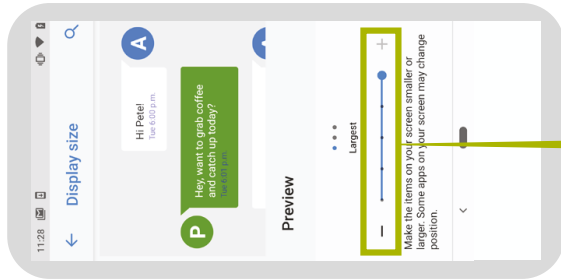 11:28
Display size
A
Hi Pete!
Tue 6:00 p.m.
P
Hey, want to grab coffee
and catch up today?
Tue 6:01 p.m.
Preview
Largest
Make the items on your screen smaller or
larger. Some apps on your screen may change
position.